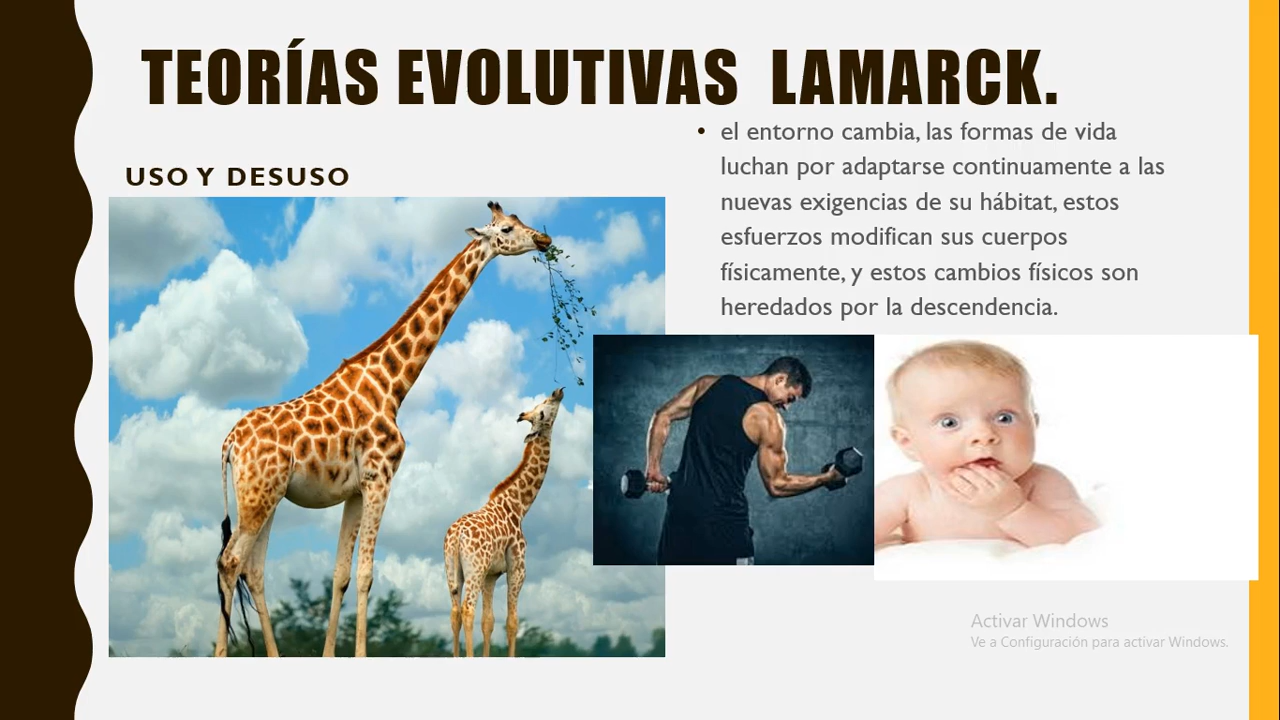 TEORÍAS EVOLUTIVAS LAMARCK.
USO Y DESUSO
• el entorno cambia, las formas de vida
luchan por adaptarse continuamente a las
nuevas exigencias de su hábitat, estos
esfuerzos modifican sus cuerpos
físicamente, y estos cambios físicos son
heredados por la descendencia.
Activar Windows
Ve a Configuración para activar Windows.